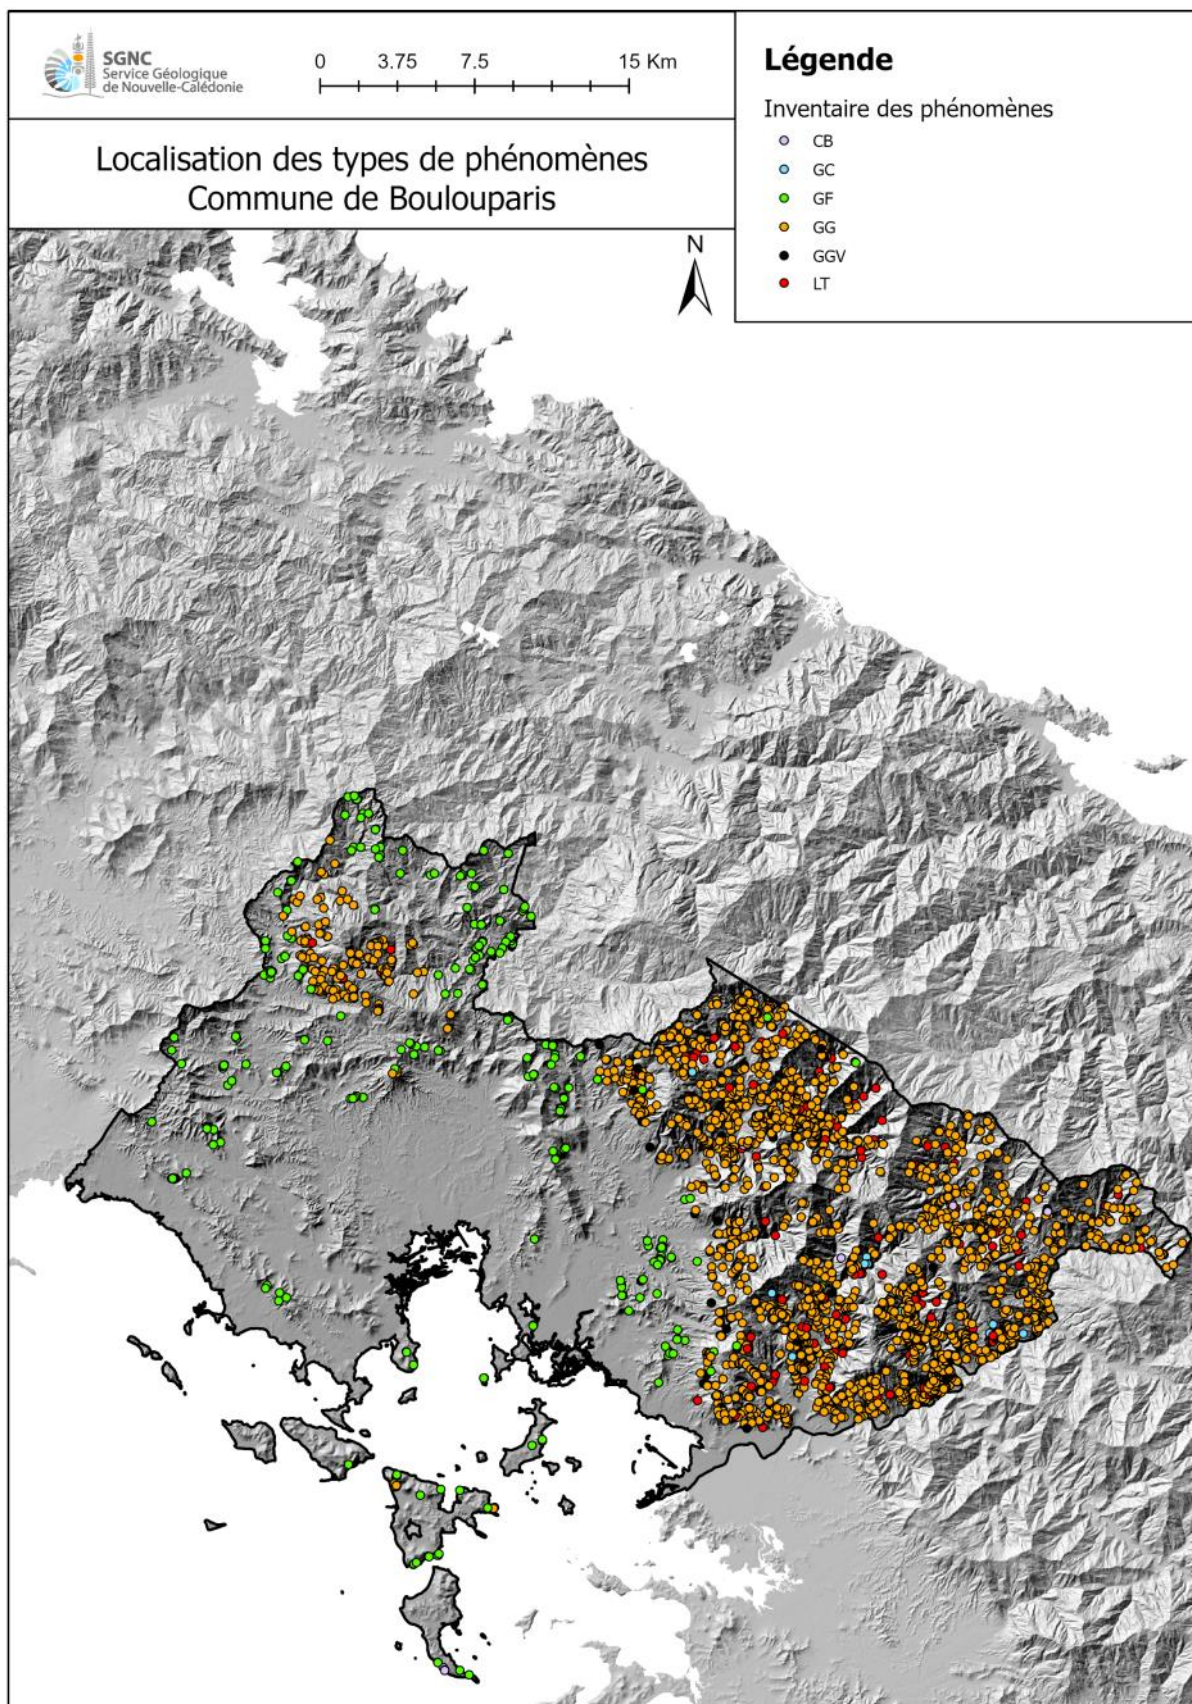 SGNC
Service Géologique
de Nouvelle-Calédonie
0 3.75 7.5 15 Km
Localisation des types de phénomènes
Commune de Boulouparis
Légende
Inventaire des phénomènes
CB
GC
GF
GG
GGV
LT
N